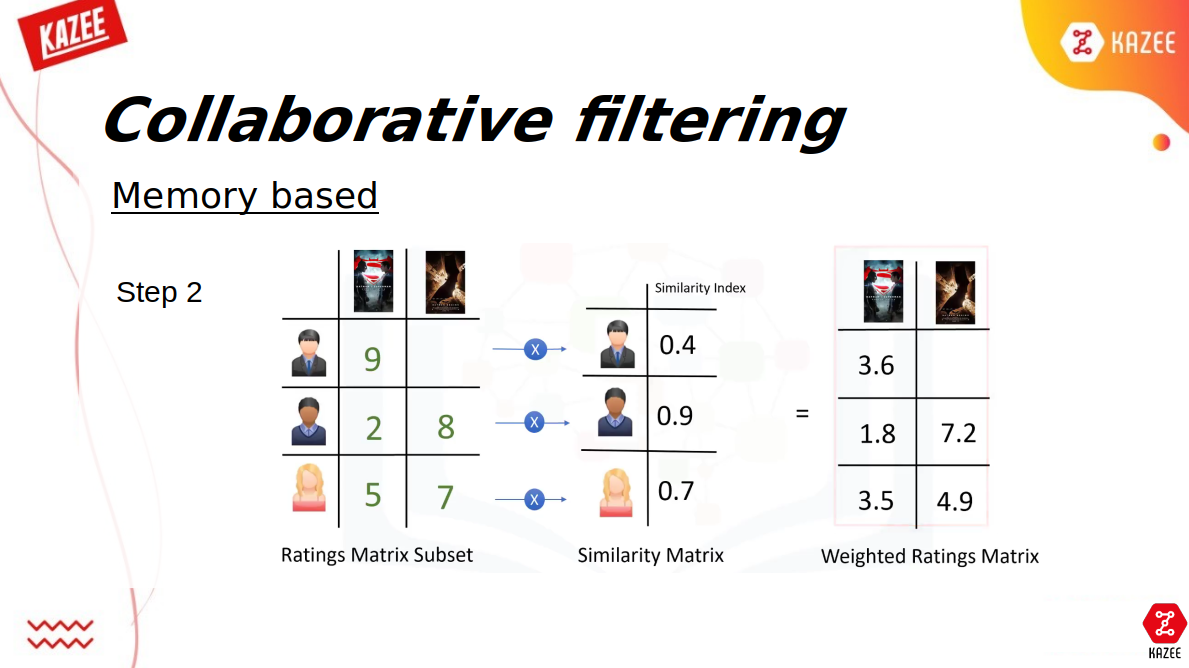 KAZEE
KAZEE
Collaborative filtering
Memory based
Step 2
Similarity Index
9
X
0.4
3.6
2
8
X
0.9
=
1.8
7.2
5
7
X
0.7
3.5
4.9
Ratings Matrix Subset
Similarity Matrix
Weighted Ratings Matrix
KAZEE